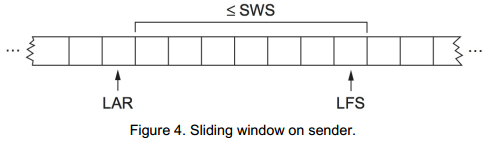 ≤ SWS
... ...
LAR LFS
Figure 4. Sliding window on sender.